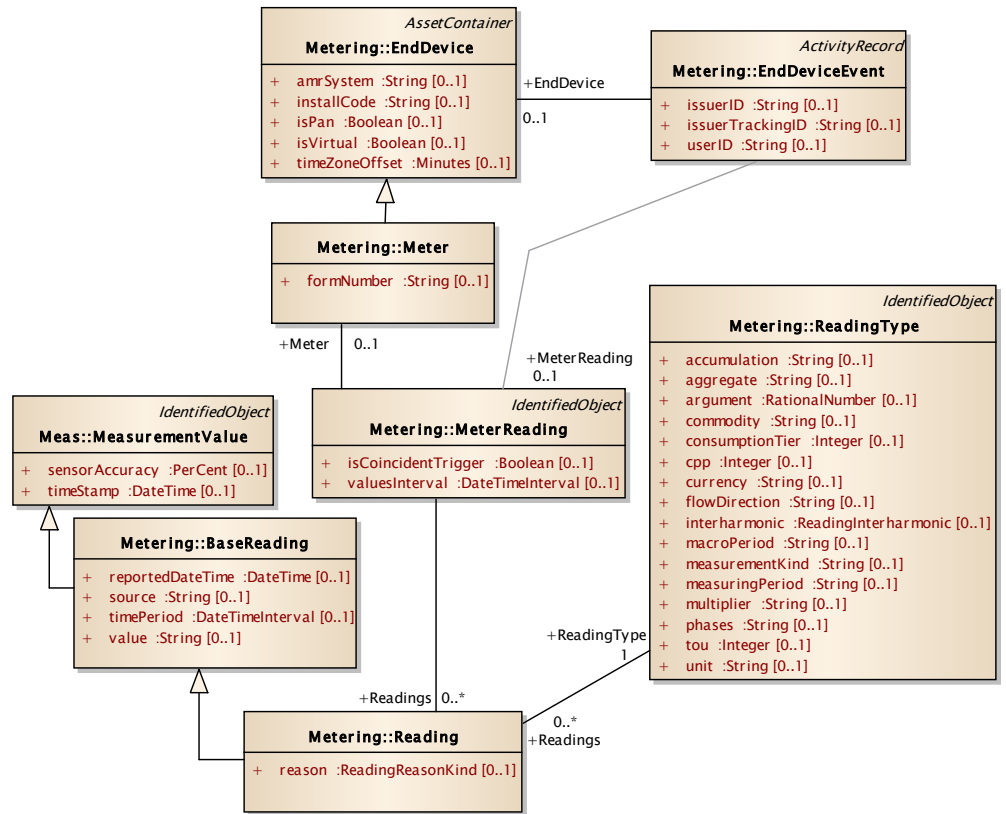 AssetContainer
Metering::EndDevice
+ amrSystem :String [0..1]
+ installCode :String [0..1]
+ isPan :Boolean [0..1]
+ isVirtual :Boolean [0..1]
+ timeZoneOffset :Minutes [0..1]
+EndDevice
0..1
ActivityRecord
Metering::EndDeviceEvent
+ issuerID :String [0..1]
+ issuerTrackingID :String [0..1]
+ userID :String [0..1]
Metering::Meter
+ formNumber :String [0..1]
+Meter 0..1
+MeterReading
0..1
IdentifiedObject
Metering::ReadingType
+ accumulation :String [0..1]
+ aggregate :String [0..1]
+ argument :RationalNumber [0..1]
+ commodity :String [0..1]
+ consumptionTier :Integer [0..1]
+ cpp :Integer [0..1]
+ currency :String [0..1]
+ flowDirection :String [0..1]
+ interharmonic :ReadingInterharmonic [0..1]
+ macroPeriod :String [0..1]
+ measurementKind :String [0..1]
+ measuringPeriod :String [0..1]
+ multiplier :String [0..1]
+ phases :String [0..1]
+ tou :Integer [0..1]
+ unit :String [0..1]
IdentifiedObject
Metering::MeterReading
+ isCoincidentTrigger :Boolean [0..1]
+ valuesInterval :DateTimeInterval [0..1]
IdentifiedObject
Meas::MeasurementValue
+ sensorAccuracy :PerCent [0..1]
+ timeStamp :DateTime [0..1]
Metering::BaseReading
+ reportedDateTime :DateTime [0..1]
+ source :String [0..1]
+ timePeriod :DateTimeInterval [0..1]
+ value :String [0..1]
+ReadingType
1
+Readings 0..*
0..*
+Readings
Metering::Reading
+ reason :ReadingReasonKind [0..1]